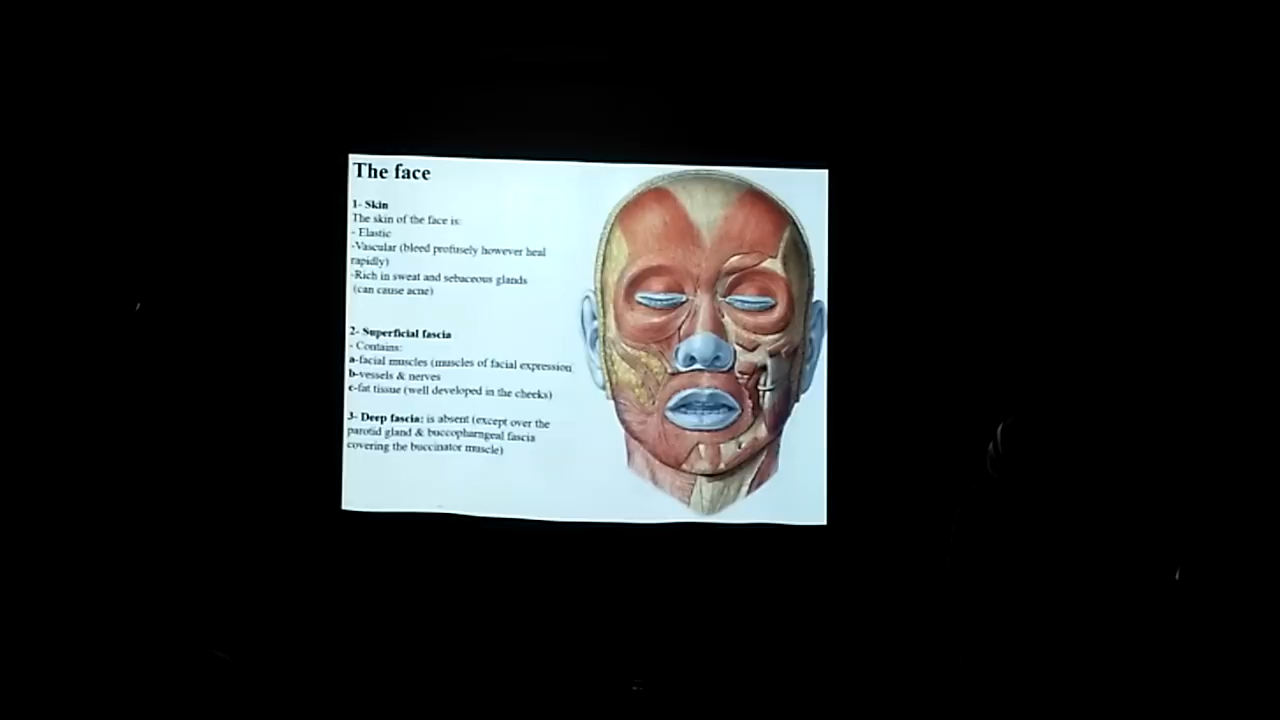 The face
1- Skin
The skin of the face is:
- Elastic
-Vascular (bleed profusely however heal
rapidly)
-Rich in sweat and sebaceous glands
(can cause acne)
2- Superficial fascia
- Contains:
a-facial muscles (muscles of facial expression
b-vessels & nerves
c-fat tissue (well developed in the cheeks)
3- Deep fascia: is absent (except over the
parotid gland & buccopharngeal fascia
covering the buccinator muscle)